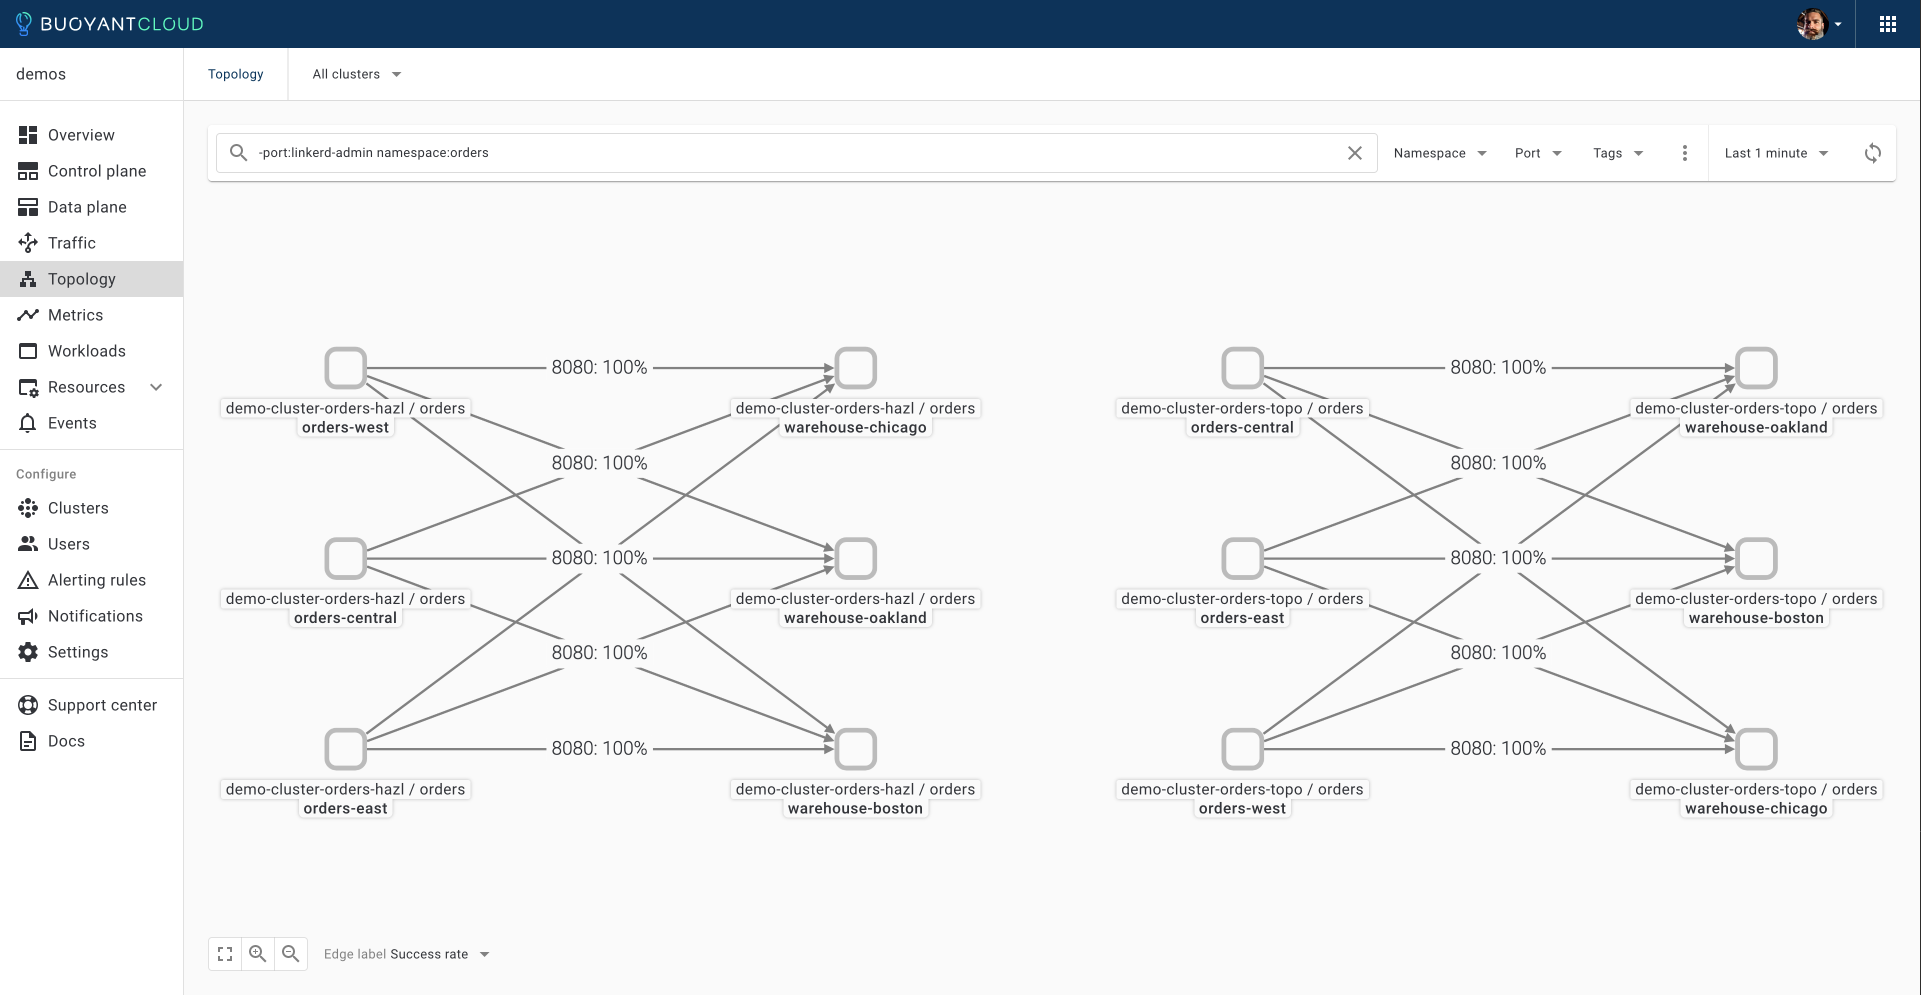 BUOYANTCLOUD
demos
Topology
All clusters
Overview
Control plane
Data plane
Traffic
Topology
Metrics
Workloads
Resources
Events
Configure
Clusters
Users
Alerting rules
Notifications
Settings
Support center
Docs
-port:linkerd-admin namespace:orders
Namespace
Port
Tags
Last 1 minute
8080: 100%
demo-cluster-orders-hazl / orders
orders-west
demo-cluster-orders-hazl / orders
warehouse-chicago
8080: 100%
8080: 100%
demo-cluster-orders-hazl / orders
orders-central
demo-cluster-orders-hazl / orders
warehouse-oakland
8080: 100%
8080: 100%
demo-cluster-orders-hazl / orders
orders-east
demo-cluster-orders-hazl / orders
warehouse-boston
8080: 100%
demo-cluster-orders-topo / orders
orders-central
demo-cluster-orders-topo / orders
warehouse-oakland
8080: 100%
8080: 100%
demo-cluster-orders-topo / orders
orders-east
demo-cluster-orders-topo / orders
warehouse-boston
8080: 100%
8080: 100%
demo-cluster-orders-topo / orders
orders-west
demo-cluster-orders-topo / orders
warehouse-chicago
Edge label Success rate